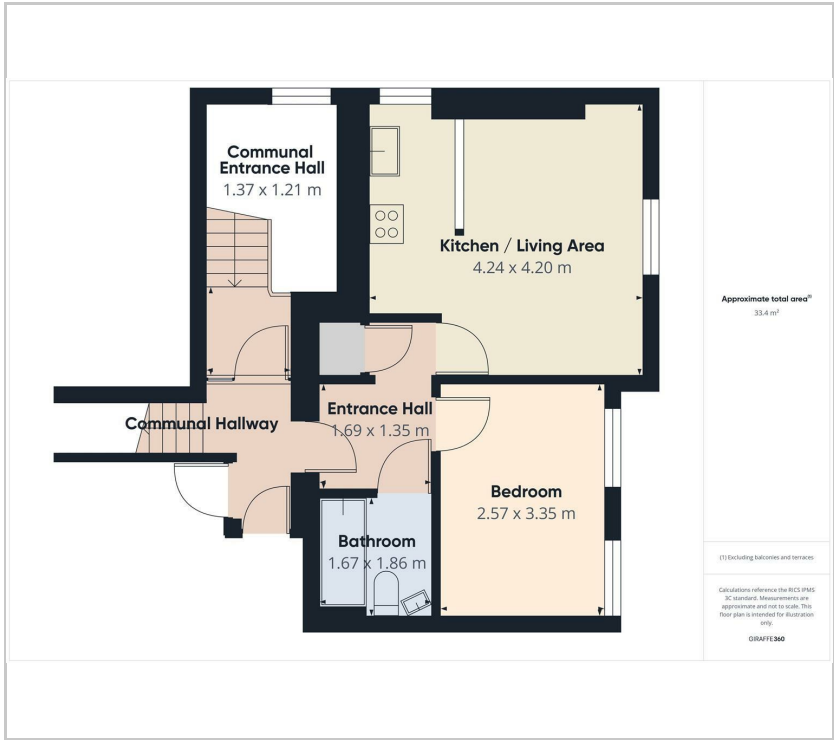 Communal
Entrance Hall
1.37 x 1.21 m
Kitchen / Living Area
4.24 x 4.20 m
Communal Hallway
Entrance Hall
1.69 x 1.35 m
Bedroom
2.57 x 3.35 m
Bathroom
1.67 x 1.86 m
Approximate total area⁽¹⁾
33.4 m²
(1) Excluding balconies and terraces
Calculations reference the RICS IPMS
3C standard. Measurements are
approximate and not to scale. This
floor plan is intended for illustration
only.
GIRAFFE360